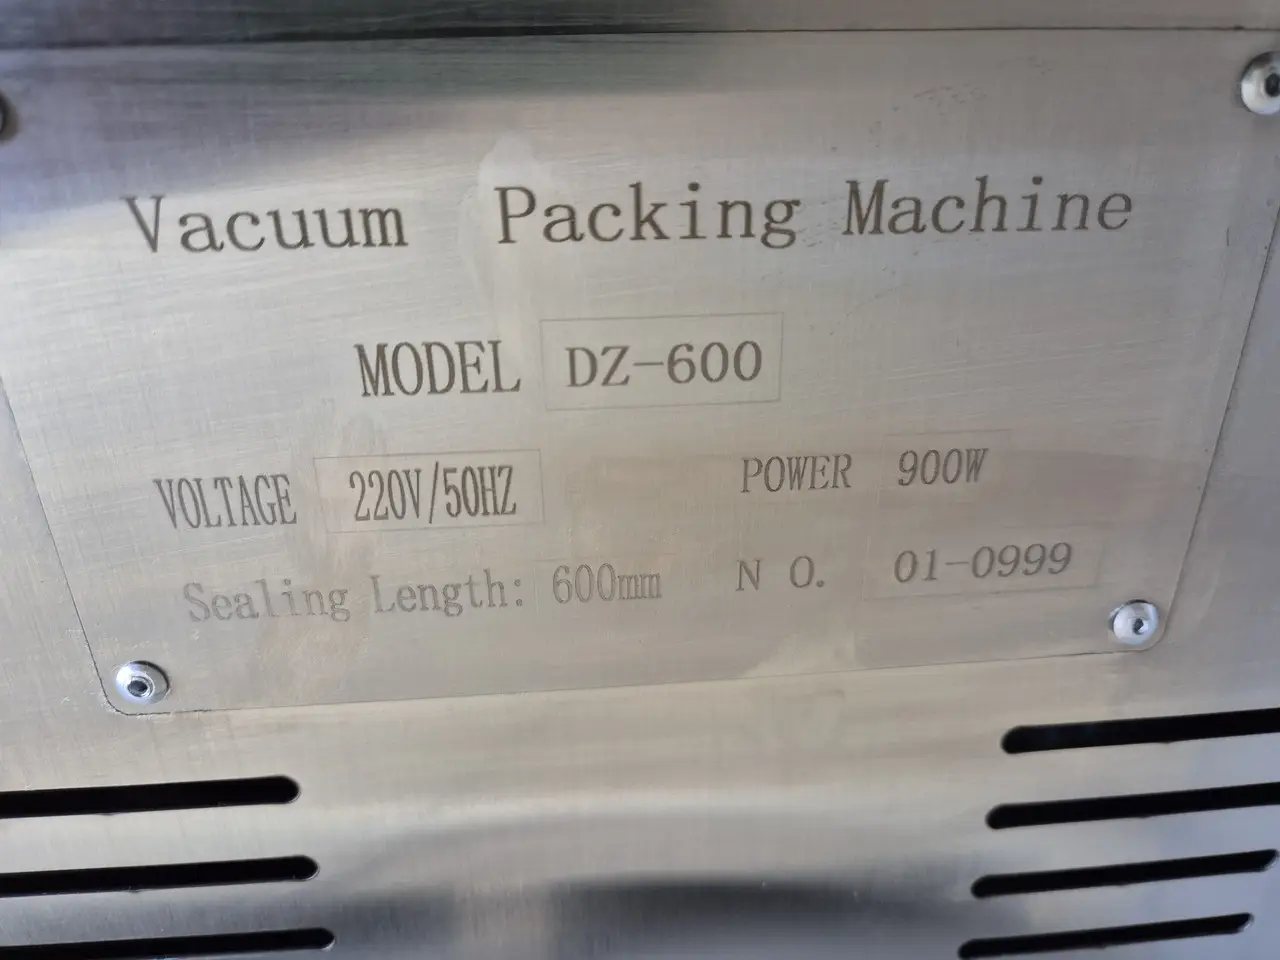 Vacuum Packing Machine
MODEL DZ-600
VOLTAGE 220V/50HZ POWER 900W
Sealing Length: 600mm N O. 01-0999